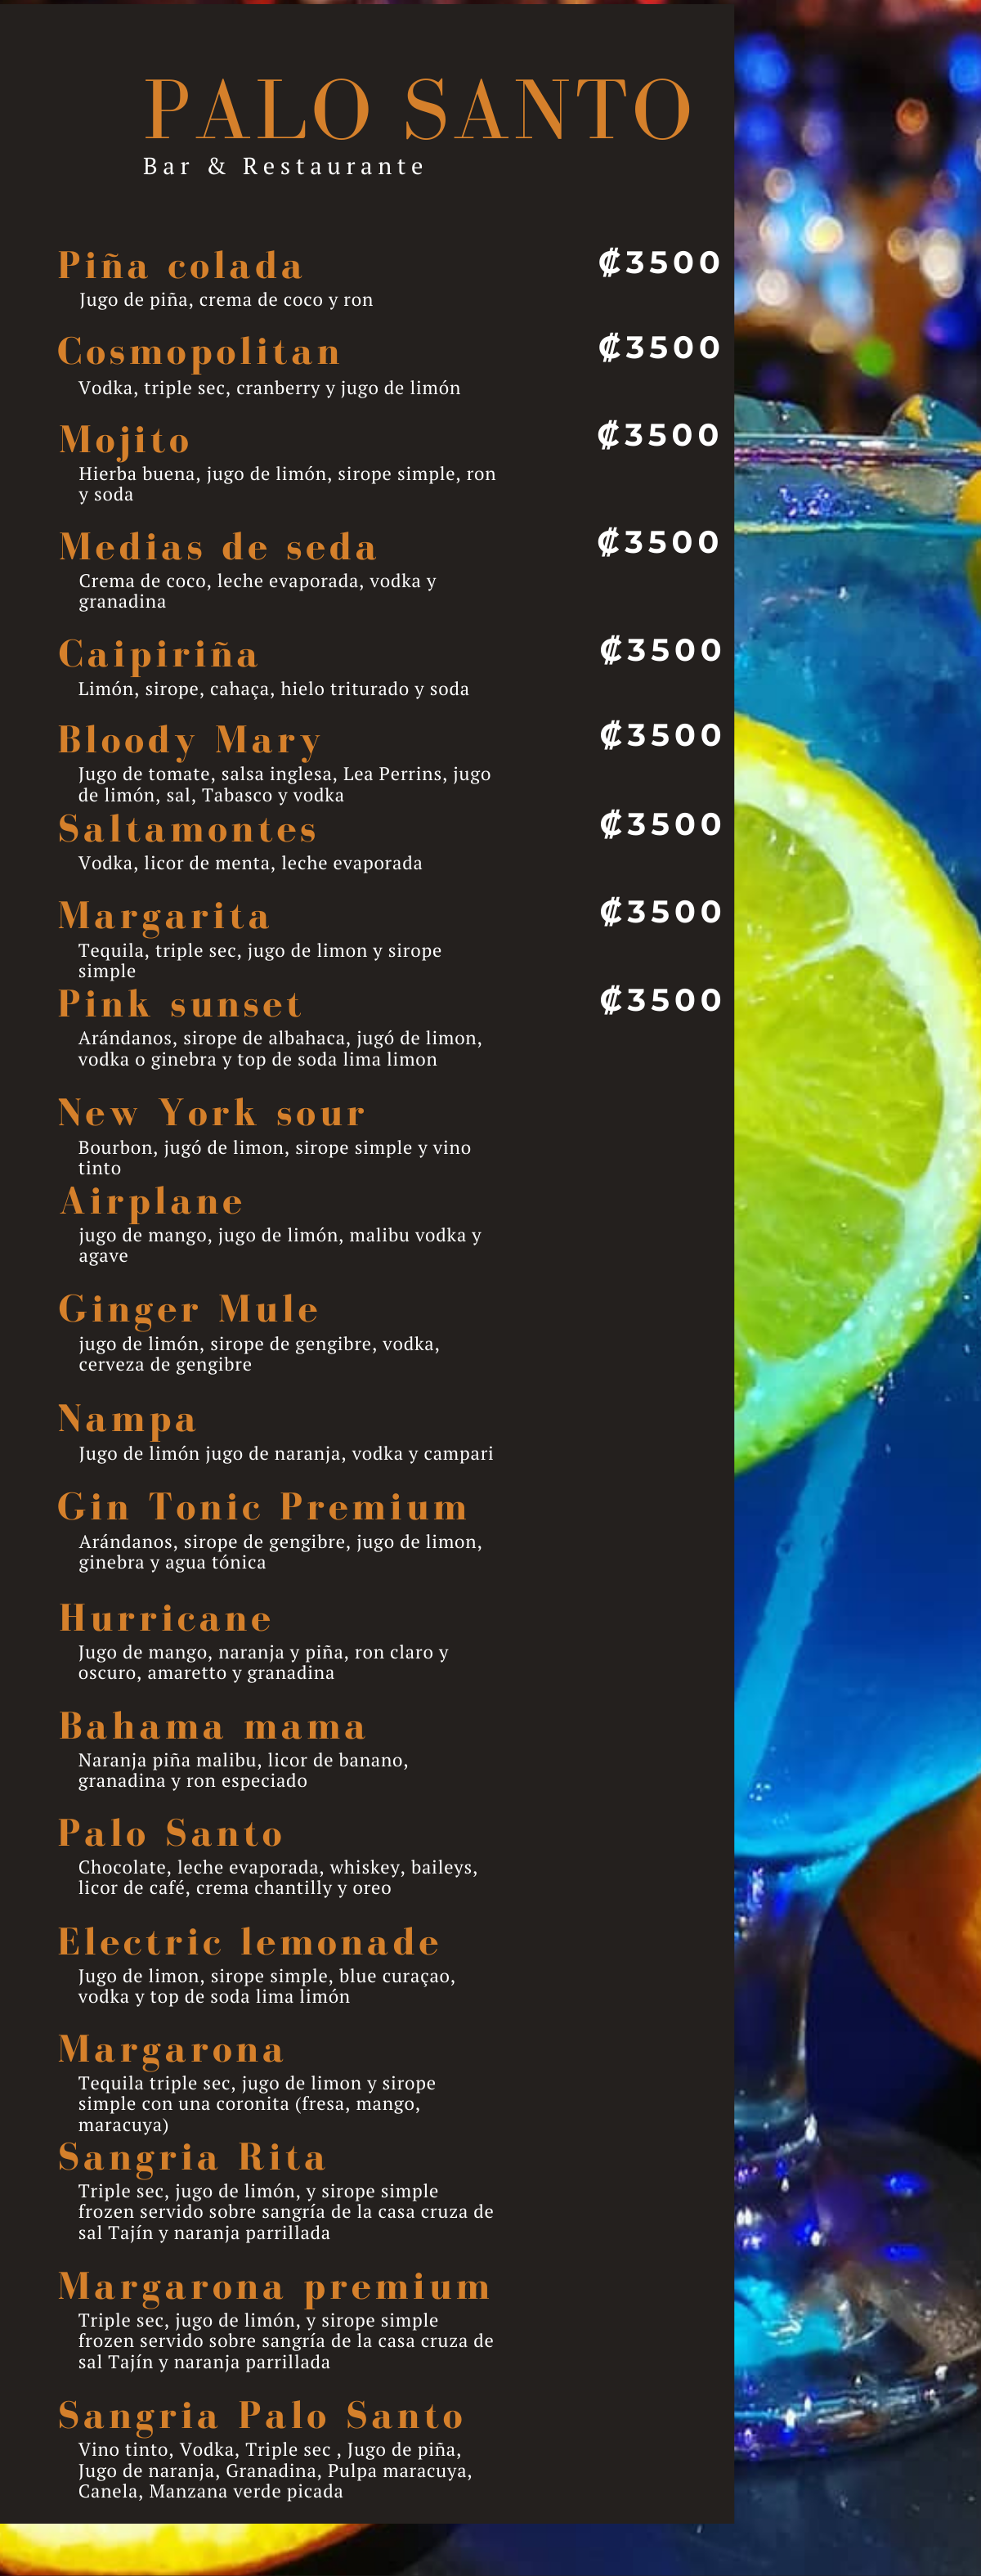 PALO SANTO
Bar & Restaurante
Piña colada ₡3500
Jugo de piña, crema de coco y ron
Cosmopolitan ₡3500
Vodka, triple sec, cranberry y jugo de limón
Mojito ₡3500
Hierba buena, jugo de limón, sirope simple, ron
y soda
Medias de seda ₡3500
Crema de coco, leche evaporada, vodka y
granadina
Caipiriña ₡3500
Limón, sirope, cahaça, hielo triturado y soda
Bloody Mary ₡3500
Jugo de tomate, salsa inglesa, Lea Perrins, jugo
de limón, sal, Tabasco y vodka
Saltamontes ₡3500
Vodka, licor de menta, leche evaporada
Margarita ₡3500
Tequila, triple sec, jugo de limon y sirope
simple
Pink sunset ₡3500
Arándanos, sirope de albahaca, jugó de limon,
vodka o ginebra y top de soda lima limon
New York sour
Bourbon, jugó de limon, sirope simple y vino
tinto
Airplane
jugo de mango, jugo de limón, malibu vodka y
agave
Ginger Mule
jugo de limón, sirope de gengibre, vodka,
cerveza de gengibre
Nampa
Jugo de limón jugo de naranja, vodka y campari
Gin Tonic Premium
Arándanos, sirope de gengibre, jugo de limon,
ginebra y agua tónica
Hurricane
Jugo de mango, naranja y piña, ron claro y
oscuro, amaretto y granadina
Bahama mama
Naranja piña malibu, licor de banano,
granadina y ron especiado
Palo Santo
Chocolate, leche evaporada, whiskey, baileys,
licor de café, crema chantilly y oreo
Electric lemonade
Jugo de limon, sirope simple, blue curaçao,
vodka y top de soda lima limón
Margarona
Tequila triple sec, jugo de limon y sirope
simple con una coronita (fresa, mango,
maracuya)
Sangria Rita
Triple sec, jugo de limón, y sirope simple
frozen servido sobre sangría de la casa cruza de
sal Tajín y naranja parrillada
Margarona premium
Triple sec, jugo de limón, y sirope simple
frozen servido sobre sangría de la casa cruza de
sal Tajín y naranja parrillada
Sangria Palo Santo
Vino tinto, Vodka, Triple sec , Jugo de piña,
Jugo de naranja, Granadina, Pulpa maracuya,
Canela, Manzana verde picada